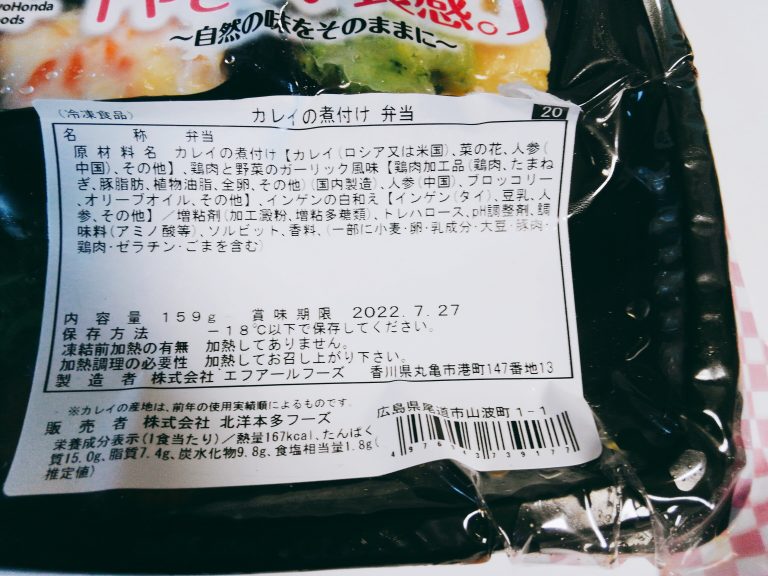 oHonda
oods
食感。」
～自然の味をそのままに～
(冷凍食品)
カレイの煮付け 弁当
20
名 称 弁当
原材料名 カレイの煮付け【カレイ(ロシア又は米国)、菜の花、人参(
中国)、その他】、鶏肉と野菜のガーリック風味【鶏肉加工品(鶏肉、たまね
ぎ、豚脂肪、植物油脂、全卵、その他)(国内製造)、人参(中国)、ブロッコリー
、オリーブオイル、その他】、インゲンの白和え【インゲン(タイ)、豆乳、人
参、その他】／増粘剤(加工澱粉、増粘多糖類)、トレハロース、pH調整剤、調
味料(アミノ酸等)、ソルビット、香料、(一部に小麦・卵・乳成分・大豆・豚肉・
鶏肉・ゼラチン・ごまを含む)
内容量 159g 賞味期限 2022.7.27
保存方法 －18℃以下で保存してください。
凍結前加熱の有無 加熱してありません。
加熱調理の必要性 加熱してお召し上がり下さい。
製造者 株式会社 エフアールフーズ 香川県丸亀市港町147番地13
※カレイの産地は、前年の使用実績順によるものです。
販売者 株式会社 北洋本多フーズ
広島県尾道市山波町1-1
栄養成分表示(1食当たり)／熱量167kcal、たんぱく
質15.0g、脂質7.4g、炭水化物9.8g、食塩相当量1.8g(
推定値)